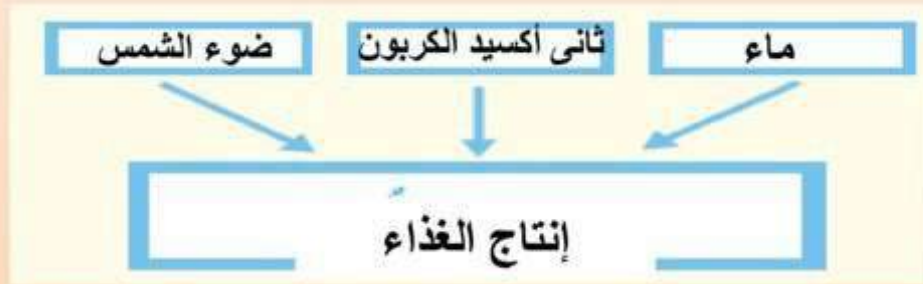 ماء
ثانى أكسيد الكربون
ضوء الشمس
إنتاج الغذاء